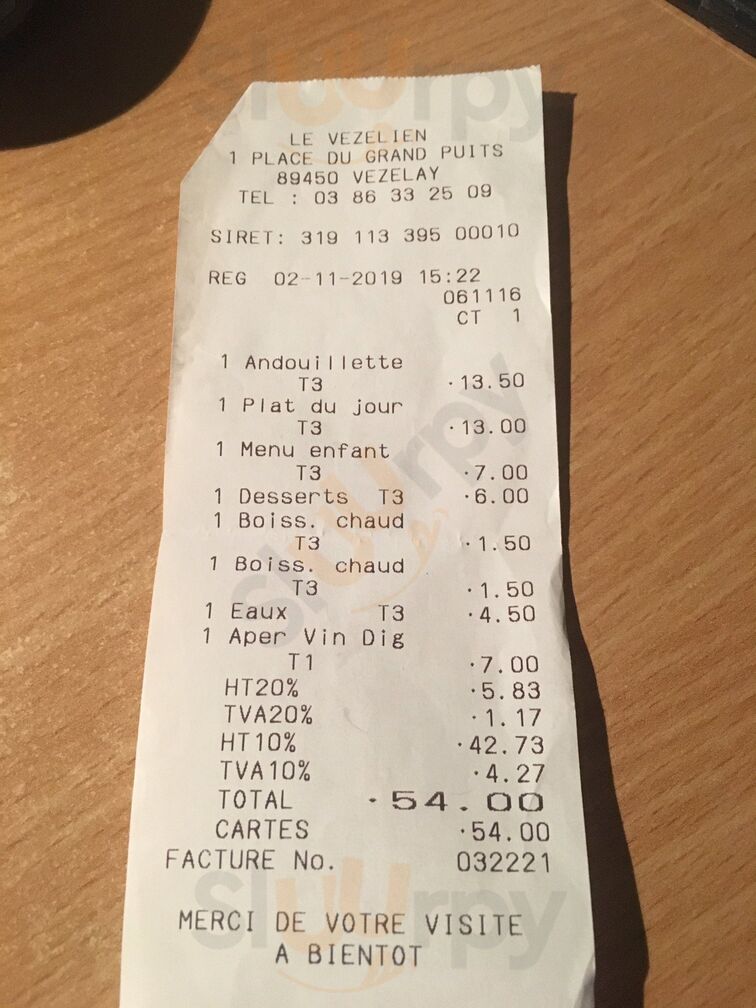 LE VEZELIEN
1 PLACE DU GRAND PUITS
89450 VEZELAY
TEL : 03 86 33 25 09
SIRET: 319 113 395 00010
REG 02-11-2019 15:22
061116
CT 1
1 Andouillette
T3 ·13.50
1 Plat du jour
T3 ·13.00
1 Menu enfant
T3 ·7.00
1 Desserts T3 ·6.00
1 Boiss. chaud
T3 ·1.50
1 Boiss. chaud
T3 ·1.50
1 Eaux T3 ·4.50
1 Aper Vin Dig
T1 ·7.00
HT20% ·5.83
TVA20% ·1.17
HT10% ·42.73
TVA10% ·4.27
TOTAL ·54.00
CARTES ·54.00
FACTURE No. 032221
MERCI DE VOTRE VISITE
A BIENTOT
sluurpy
sluurpy
sluurpy